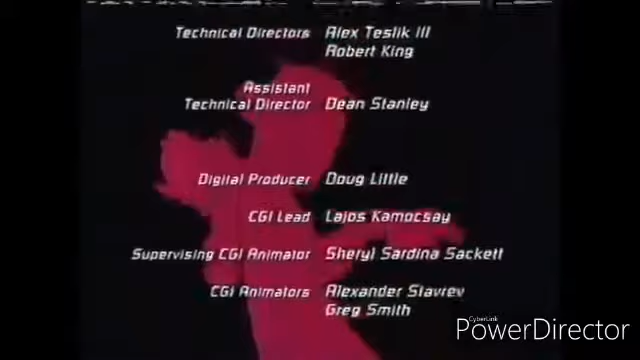 Technical Directors Alex Teslik III
Robert King
Assistant
Technical Director Dean Stanley
Digital Producer Doug Little
CGI Lead Lajos Kamocsay
Supervising CGI Animator Sheryl Sardina Sackett
CGI Animators Alexander Stavrev
Greg Smith
CyberLink
PowerDirector